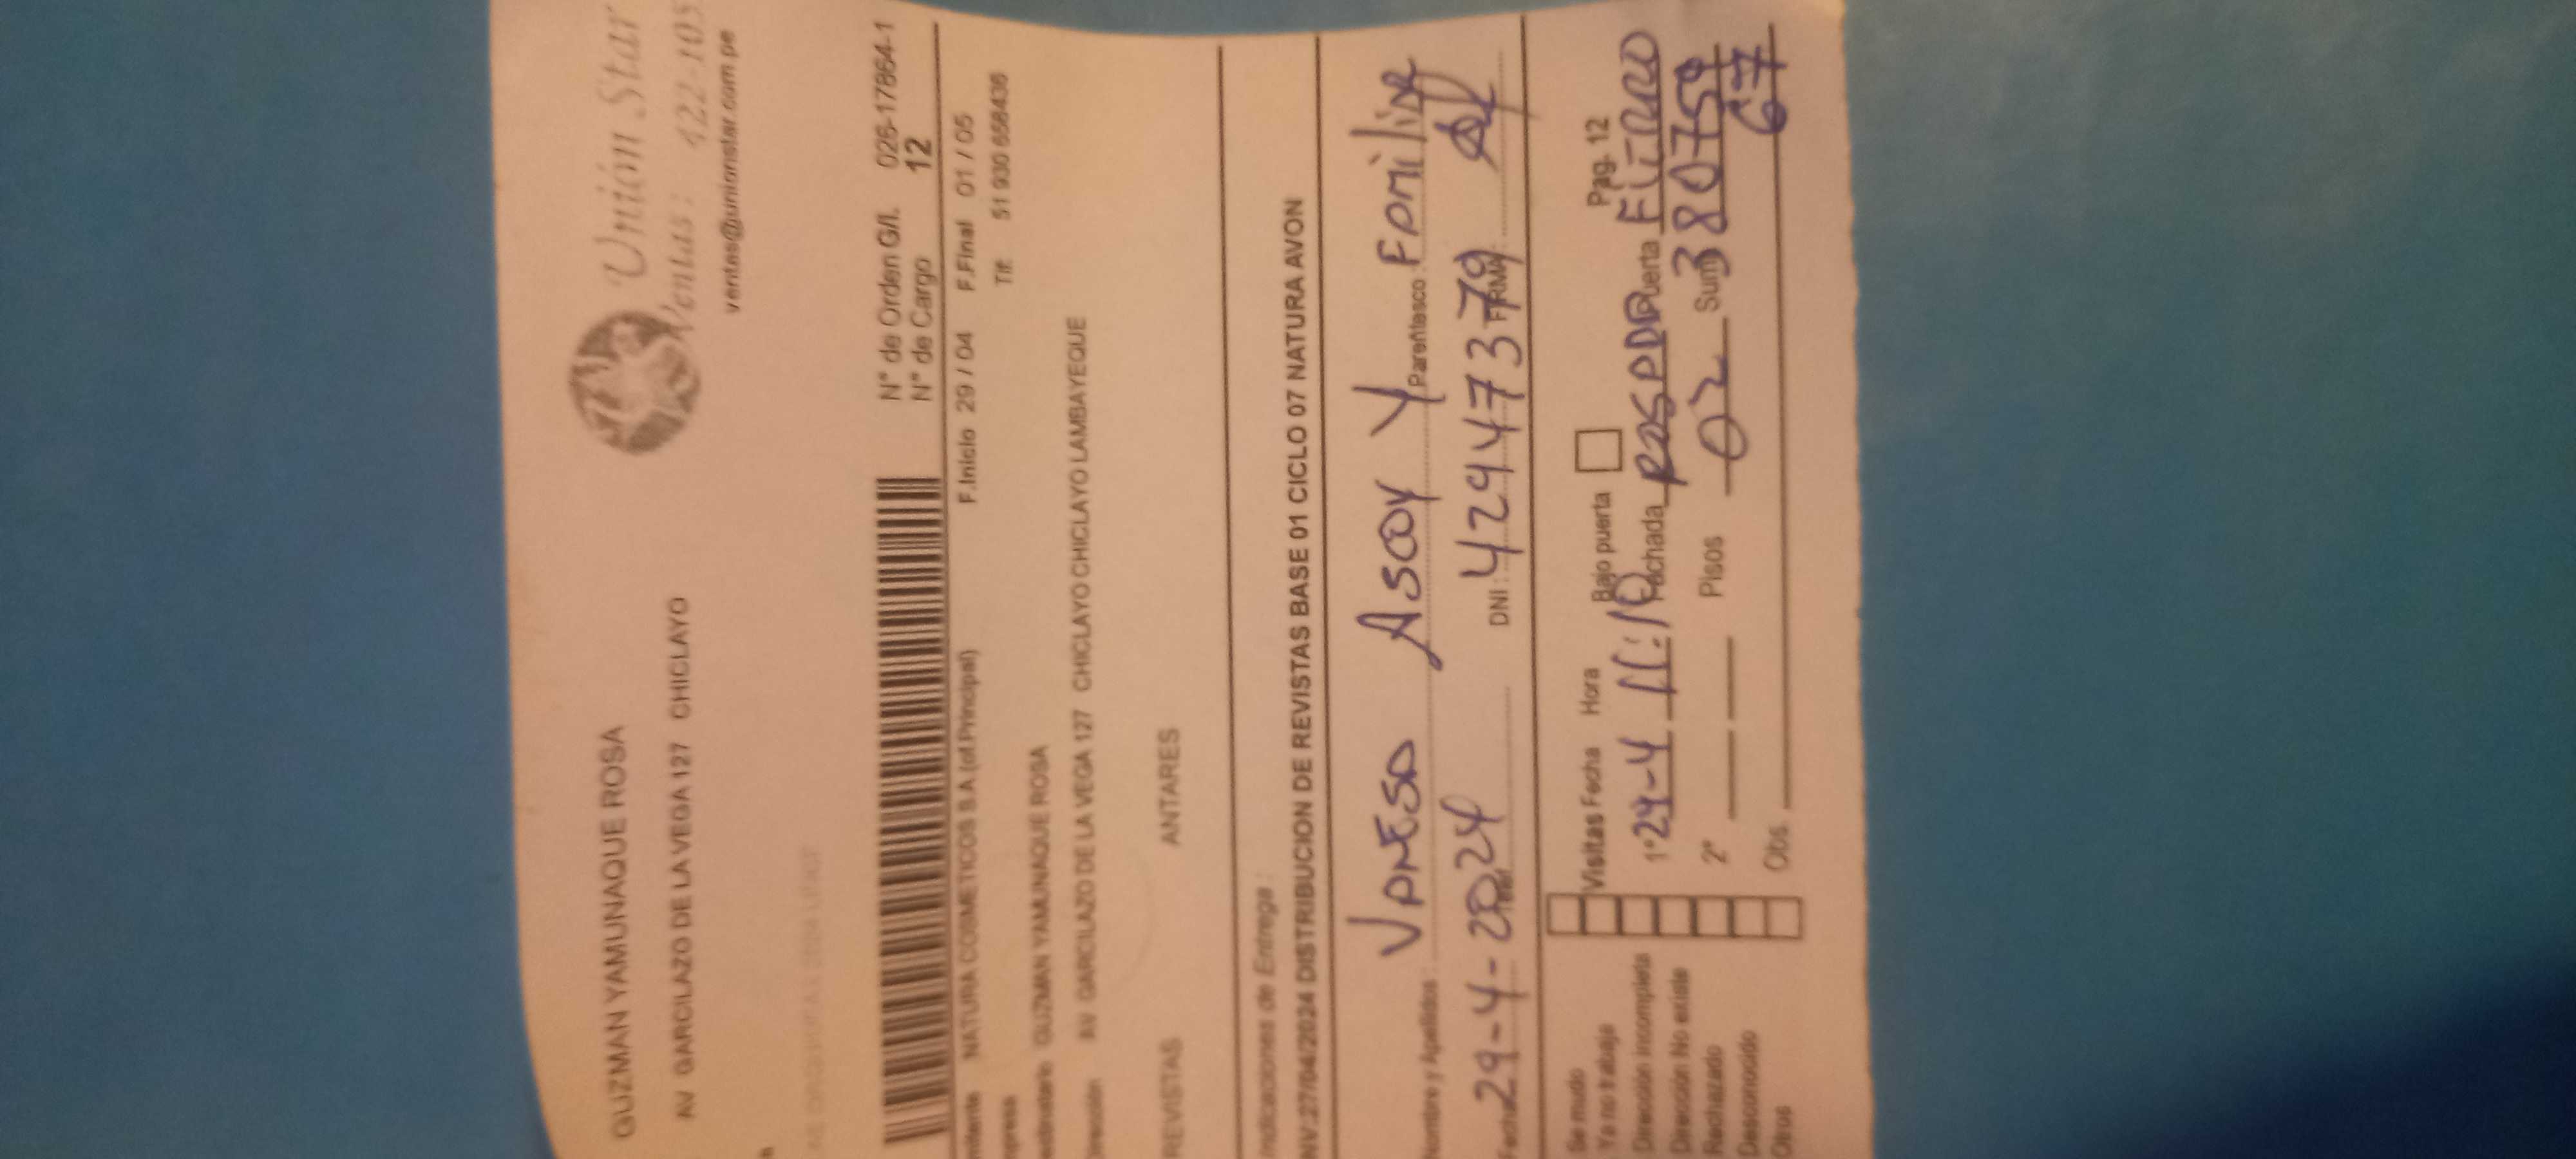 Unión Star
Ventas: 422-105
ventas@unionstar.com.pe
GUZMAN YAMUNAQUE ROSA
AV GARCILAZO DE LA VEGA 127 CHICLAYO
N° de Orden G/l. 026-17864-1
N° de Cargo 12
NATURA COSMETICOS S.A (of.Principal) F.Inicio 29 / 04 F.Final 01 / 05
GUZMAN YAMUNAQUE ROSA Tlf: 51 930 658436
AV GARCILAZO DE LA VEGA 127 CHICLAYO CHICLAYO LAMBAYEQUE
REVISTAS ANTARES
Indicaciones de Entrega :
INV:27/04/2024 DISTRIBUCION DE REVISTAS BASE 01 CICLO 07 NATURA AVON
Nombre y Apellidos : Vanesa Ascoy Y Parentesco : Familiar
Fecha 29-4-2024 DNI : 42947379 FIRMA:
Se mudo
Ya no trabaja Visitas Fecha Hora Bajo puerta Pag. 12
Dirección incompleta 1° 29-4 11:10 Fachada Rosada Puerta Fierro
Dirección No existe
Rechazado 2° Pisos 02 Sum 380750
Desconocido 67
Otros Obs